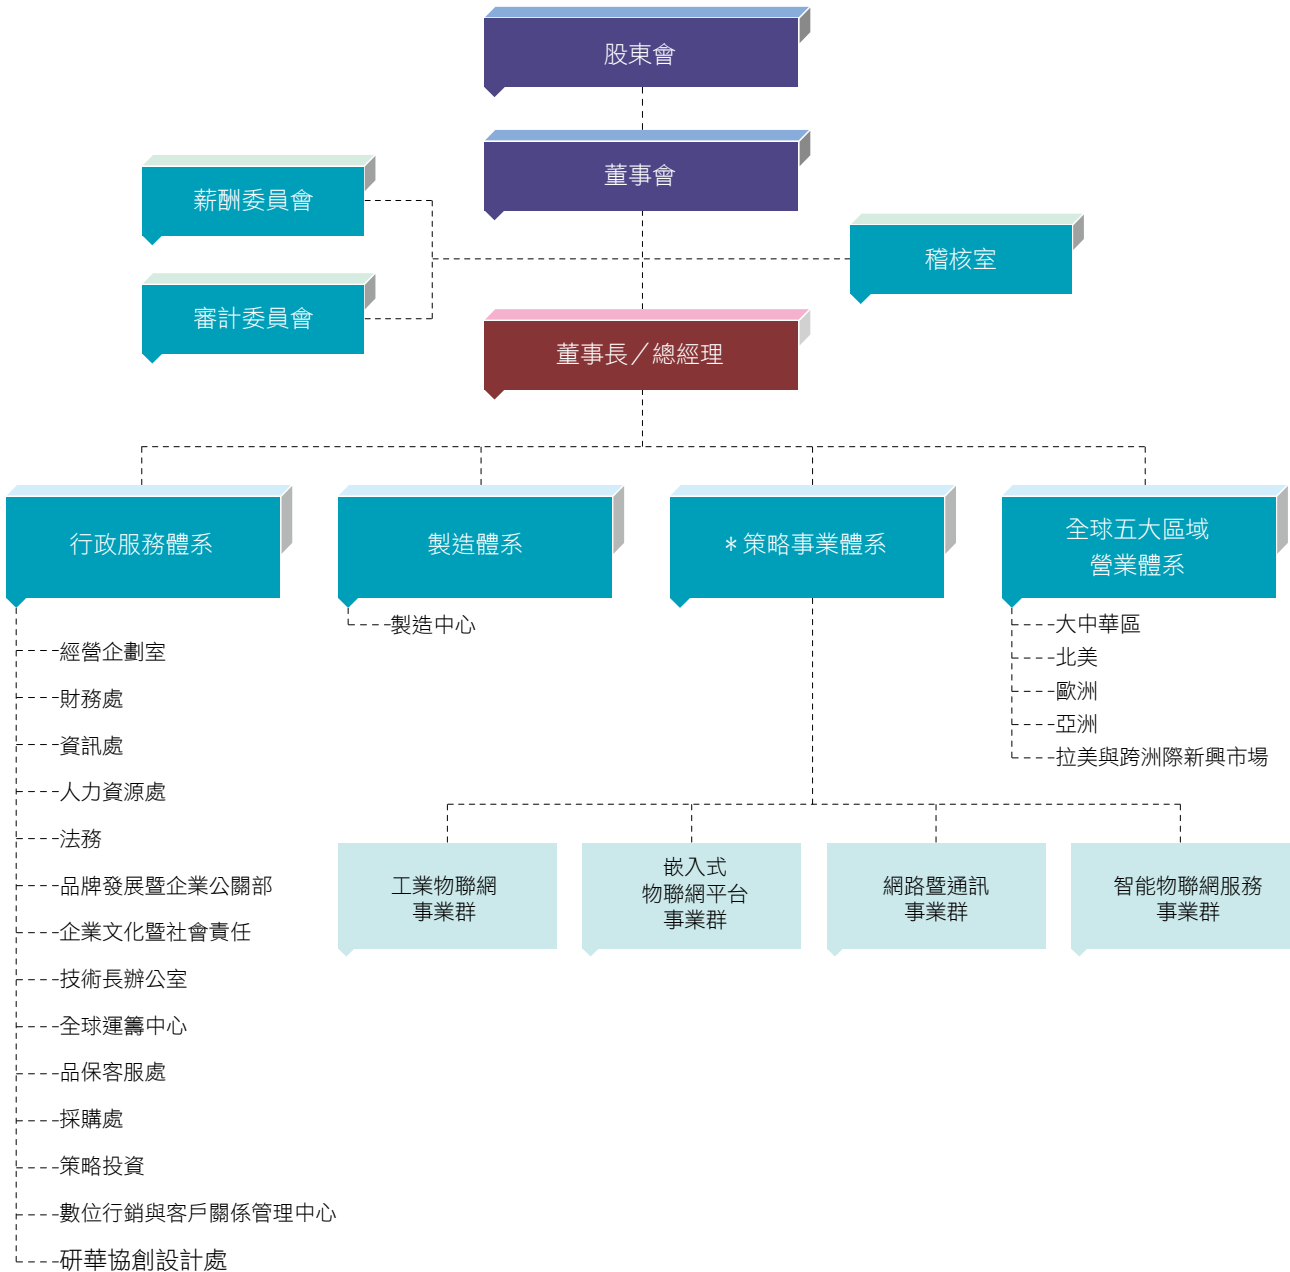 股東會
董事會
薪酬委員會
稽核室
審計委員會
董事長／總經理
行政服務體系
製造體系
＊策略事業體系
全球五大區域
營業體系
經營企劃室
財務處
資訊處
人力資源處
法務
品牌發展暨企業公關部
企業文化暨社會責任
技術長辦公室
全球運籌中心
品保客服處
採購處
策略投資
數位行銷與客戶關係管理中心
研華協創設計處
製造中心
工業物聯網
事業群
嵌入式
物聯網平台
事業群
網路暨通訊
事業群
智能物聯網服務
事業群
大中華區
北美
歐洲
亞洲
拉美與跨洲際新興市場